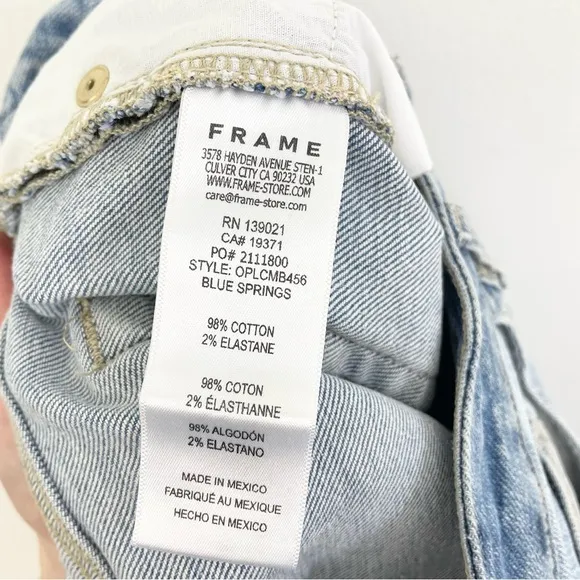 FRAME
3578 HAYDEN AVENUE STEN-1
CULVER CITY CA 90232 USA
WWW.FRAME-STORE.COM
care@frame-store.com
RN 139021
CA# 19371
PO# 2111800
STYLE: OPLCMB456
BLUE SPRINGS
98% COTTON
2% ELASTANE
98% COTON
2% ÉLASTHANNE
98% ALGODÓN
2% ELASTANO
MADE IN MEXICO
FABRIQUÉ AU MEXIQUE
HECHO EN MEXICO